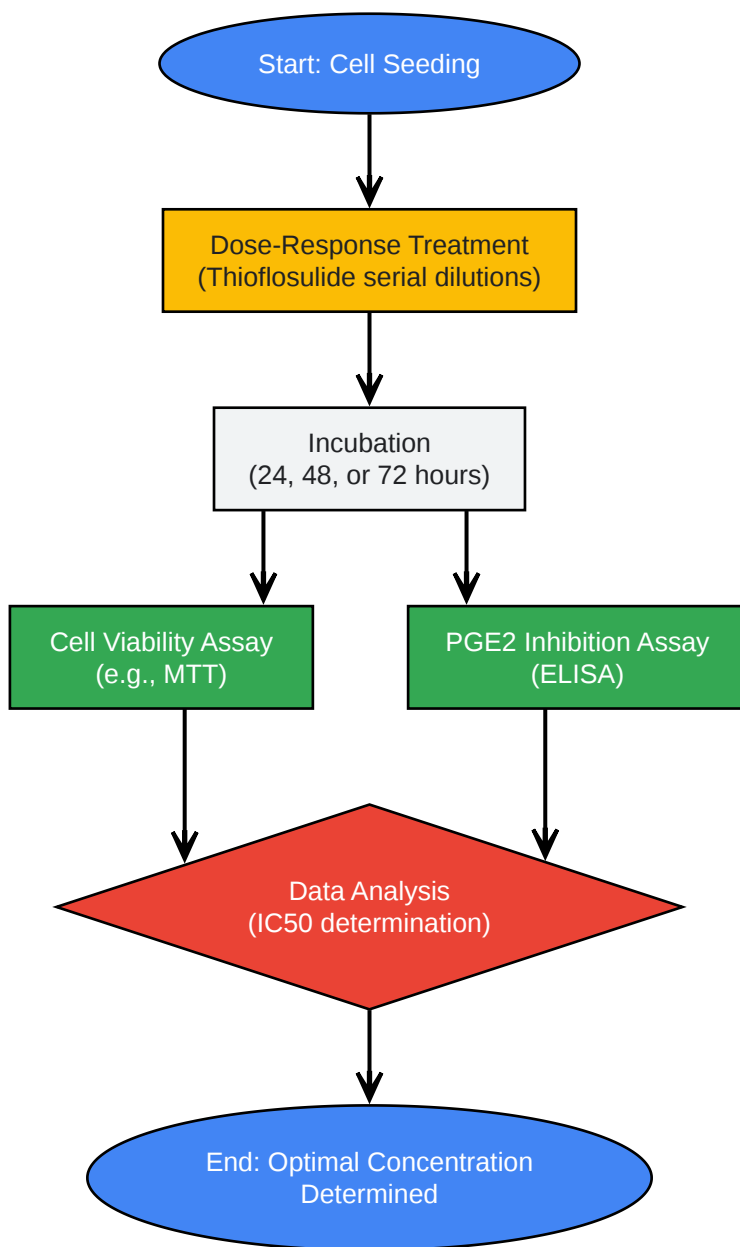 Start: Cell Seeding
Dose-Response Treatment
(Thioflosulide serial dilutions)
Incubation
(24, 48, or 72 hours)
Cell Viability Assay
(e.g., MTT)
PGE2 Inhibition Assay
(ELISA)
Data Analysis
(IC50 determination)
End: Optimal Concentration
Determined